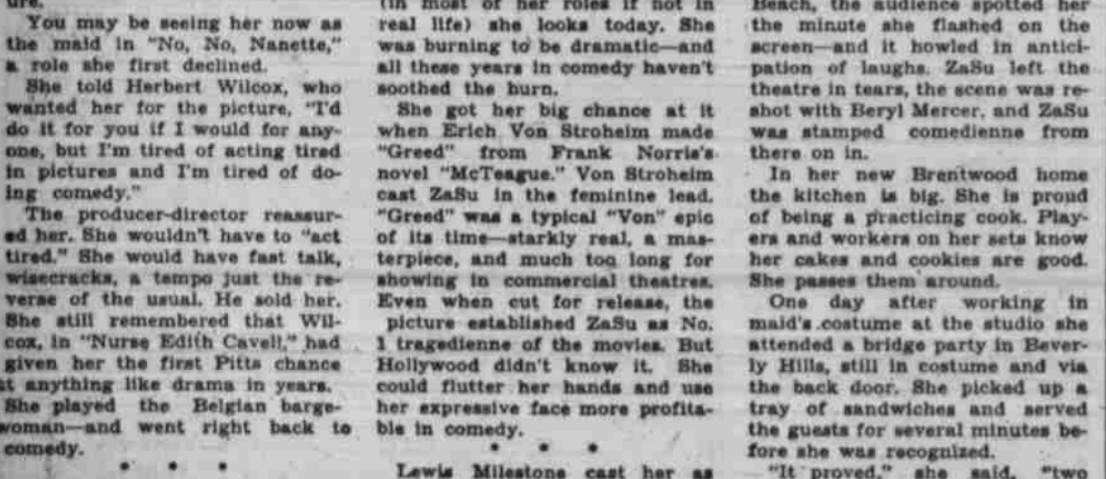 ure.
You may be seeing her now as
the maid in "No, No, Nanette,"
a role she first declined.
She told Herbert Wilcox, who
wanted her for the picture, "I'd
do it for you if I would for any-
one, but I'm tired of acting tired
in pictures and I'm tired of do-
ing comedy."
The producer-director reassur-
ed her. She wouldn't have to "act
tired." She would have fast talk,
wisecracks, a tempo just the re-
verse of the usual. He sold her.
She still remembered that Wil-
cox, in "Nurse Edith Cavell," had
given her the first Pitts chance
at anything like drama in years.
She played the Belgian barge-
woman—and went right back to
comedy.
* * *
(in most of her roles if not in
real life) she looks today. She
was burning to be dramatic—and
all these years in comedy haven't
soothed the burn.
She got her big chance at it
when Erich Von Stroheim made
"Greed" from Frank Norris's
novel "McTeague." Von Stroheim
cast ZaSu in the feminine lead.
"Greed" was a typical "Von" epic
of its time—starkly real, a mas-
terpiece, and much too long for
showing in commercial theatres.
Even when cut for release, the
picture established ZaSu as No.
1 tragedienne of the movies. But
Hollywood didn't know it. She
could flutter her hands and use
her expressive face more profita-
ble in comedy.
* * *
Lewis Milestone cast her as
Beach, the audience spotted her
the minute she flashed on the
screen—and it howled in antici-
pation of laughs. ZaSu left the
theatre in tears, the scene was re-
shot with Beryl Mercer, and ZaSu
was stamped comedienne from
there on in.
In her new Brentwood home
the kitchen is big. She is proud
of being a practicing cook. Play-
ers and workers on her sets know
her cakes and cookies are good.
She passes them around.
One day after working in
maid's costume at the studio she
attended a bridge party in Bever-
ly Hills, still in costume and via
the back door. She picked up a
tray of sandwiches and served
the guests for several minutes be-
fore she was recognized.
"It proved," she said, "two